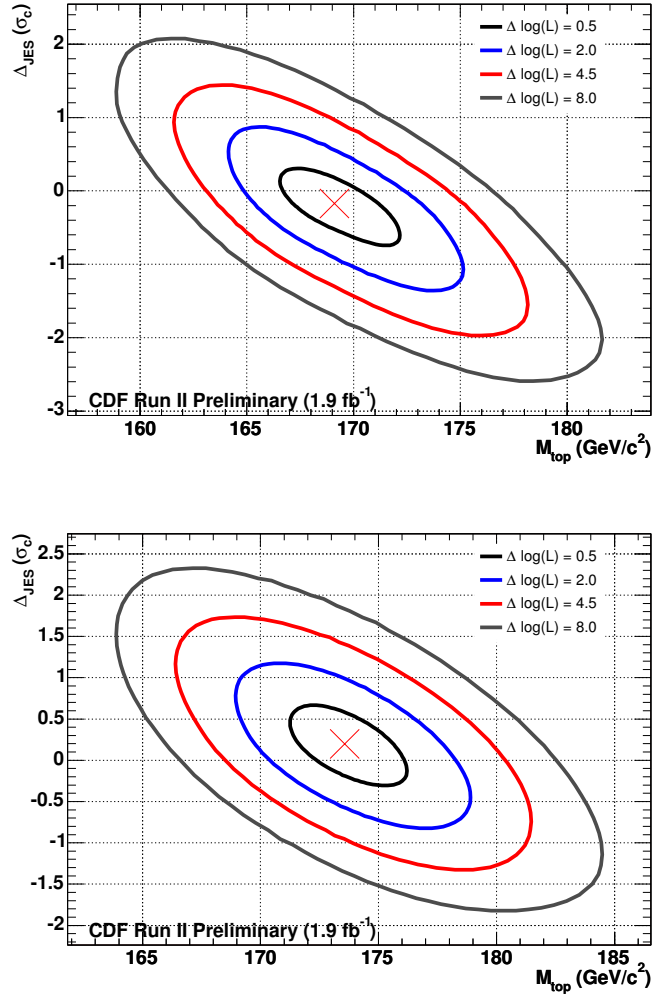 Δ_JES (σ_c)
Δ log(L) = 0.5
Δ log(L) = 2.0
Δ log(L) = 4.5
Δ log(L) = 8.0
2
1
0
-1
-2
-3
CDF Run II Preliminary (1.9 fb⁻¹)
160 165 170 175 180
M_top (GeV/c²)
Δ_JES (σ_c)
Δ log(L) = 0.5
Δ log(L) = 2.0
Δ log(L) = 4.5
Δ log(L) = 8.0
2.5
2
1.5
1
0.5
0
-0.5
-1
-1.5
-2
CDF Run II Preliminary (1.9 fb⁻¹)
165 170 175 180 185
M_top (GeV/c²)